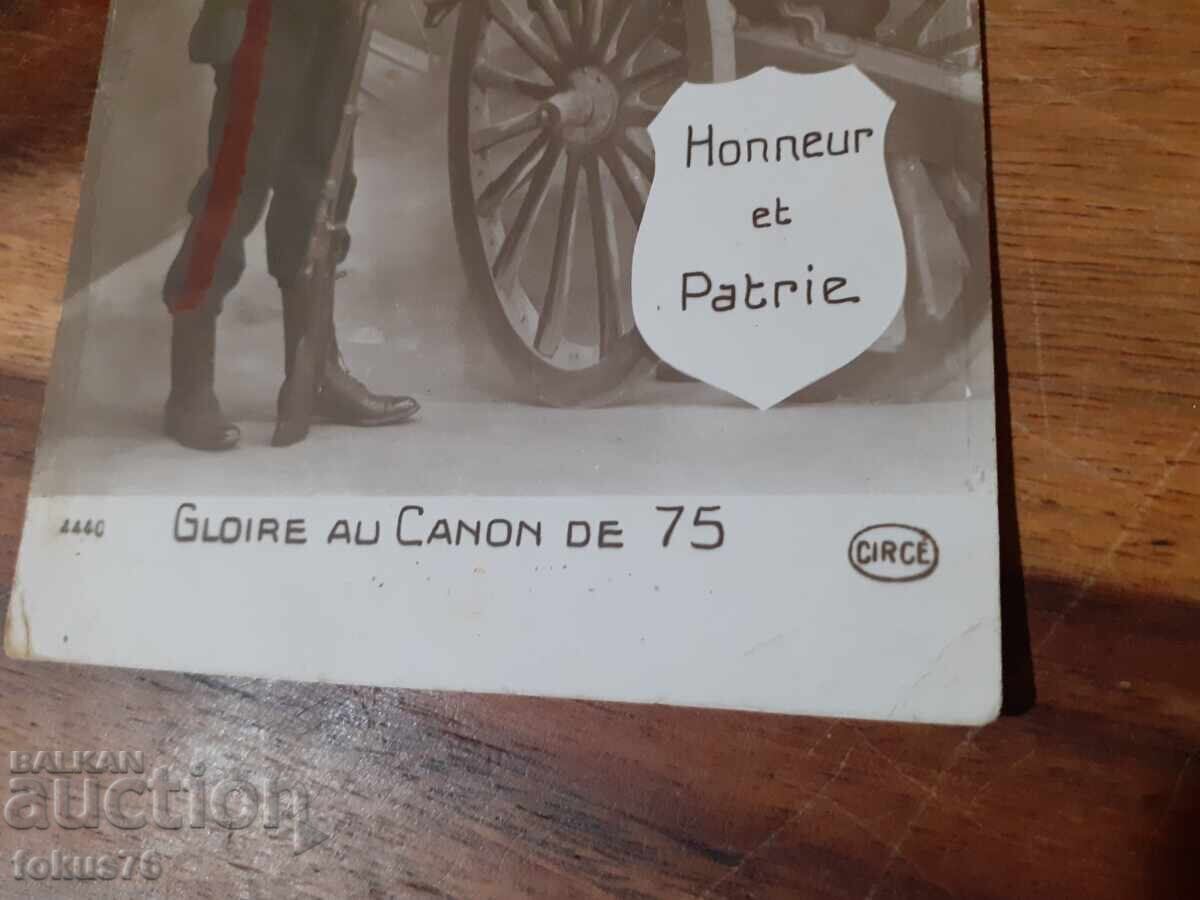 Honneur
et
Patrie
4440 GLOIRE AU CANON DE 75
CIRCÉ
BALKAN
auction
fokus76